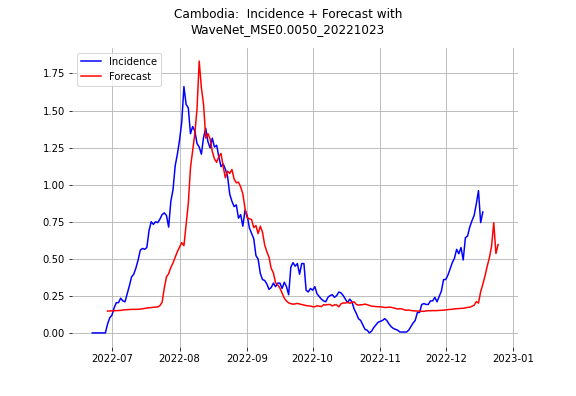 Cambodia:  Incidence + Forecast with
WaveNet_MSE0.0050_20221023
Incidence
Forecast
1.75
1.50
1.25
1.00
0.75
0.50
0.25
0.00
2022-07 2022-08 2022-09 2022-10 2022-11 2022-12 2023-01